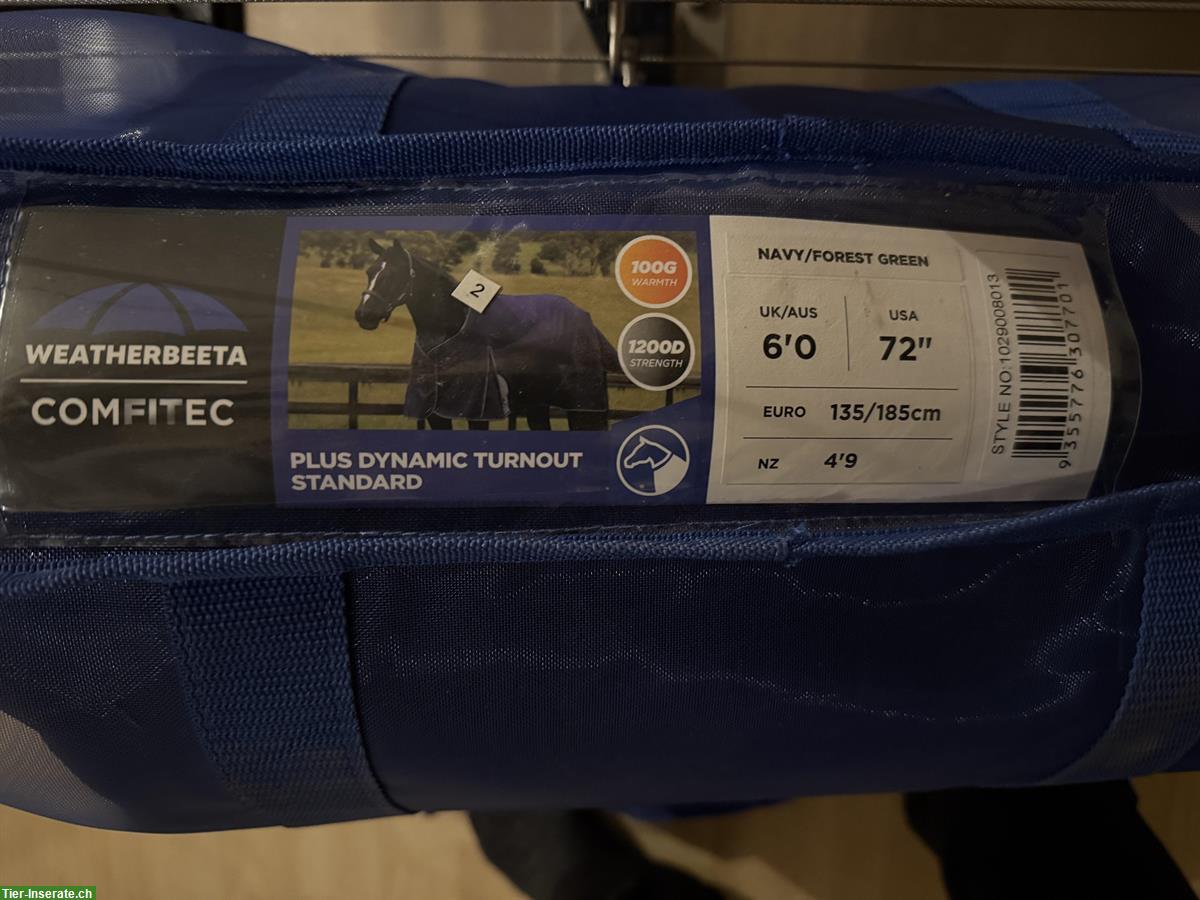 WEATHERBEETA
COMFITEC
2
100G
WARMTH
1200D
STRENGTH
PLUS DYNAMIC TURNOUT
STANDARD
NAVY/FOREST GREEN
UK/AUS
6'0
USA
72"
EURO 135/185cm
NZ 4'9
STYLE NO:1029008013
9355776307701
Tier-Inserate.ch